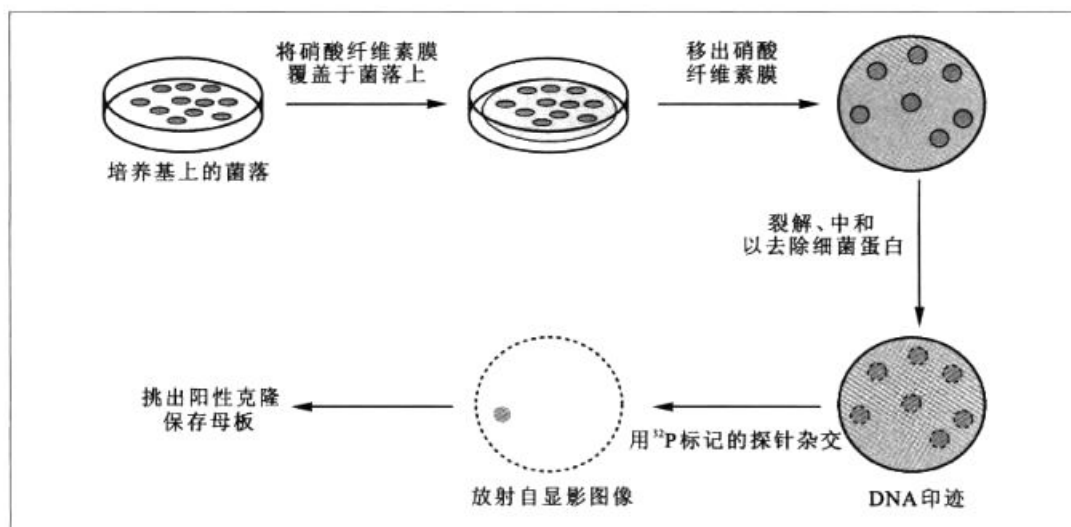 将硝酸纤维素膜
覆盖于菌落上
移出硝酸
纤维素膜
培养基上的菌落
裂解、中和
以去除细菌蛋白
挑出阳性克隆
保存母板
用³²P标记的探针杂交
放射自显影图像
DNA印迹